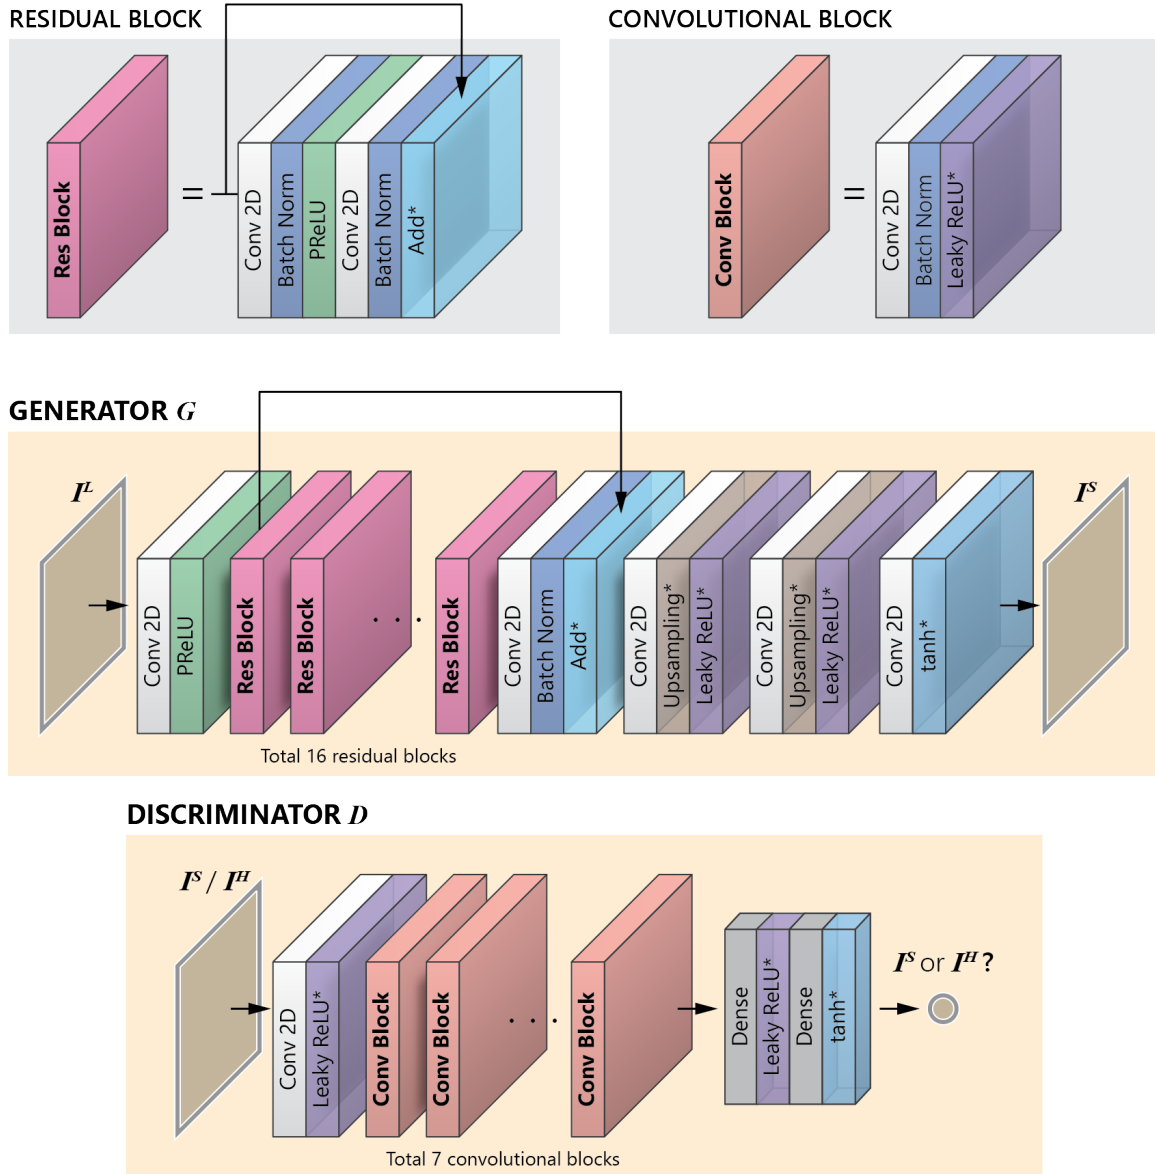 RESIDUAL BLOCK
Res Block
=
Conv 2D
Batch Norm
PReLU
Conv 2D
Batch Norm
Add*
CONVOLUTIONAL BLOCK
Conv Block
=
Conv 2D
Batch Norm
Leaky ReLU*
GENERATOR G
I^L
Conv 2D
PReLU
Res Block
Res Block
. . .
Res Block
Conv 2D
Batch Norm
Add*
Conv 2D
Upsampling*
Leaky ReLU*
Conv 2D
Upsampling*
Leaky ReLU*
Conv 2D
tanh*
I^S
Total 16 residual blocks
DISCRIMINATOR D
I^S / I^H
Conv 2D
Leaky ReLU*
Conv Block
Conv Block
. . .
Conv Block
Dense
Leaky ReLU*
Dense
tanh*
I^S or I^H ?
Total 7 convolutional blocks